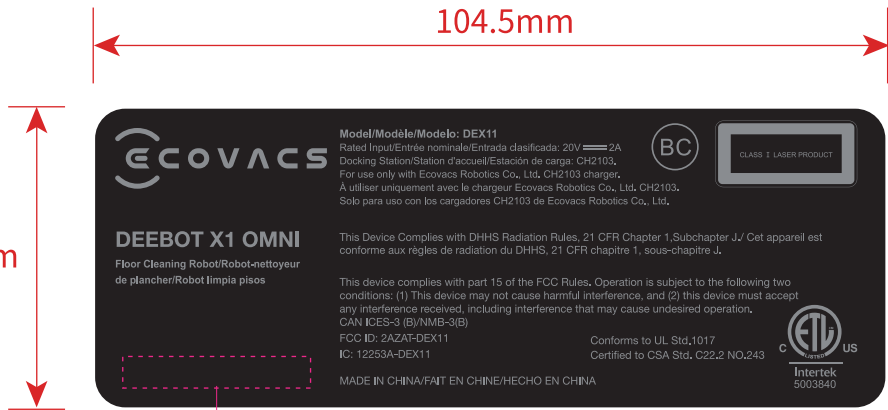 104.5mm
m
ECOVACS
DEEBOT X1 OMNI
Floor Cleaning Robot/Robot-nettoyeur
de plancher/Robot limpia pisos
Model/Modèle/Modelo: DEX11
Rated Input/Entrée nominale/Entrada clasificada: 20V 2A
Docking Station/Station d'accueil/Estación de carga: CH2103.
For use only with Ecovacs Robotics Co., Ltd. CH2103 charger.
À utiliser uniquement avec le chargeur Ecovacs Robotics Co., Ltd. CH2103.
Solo para uso con los cargadores CH2103 de Ecovacs Robotics Co., Ltd.
BC
CLASS I LASER PRODUCT
This Device Complies with DHHS Radiation Rules, 21 CFR Chapter 1,Subchapter J./ Cet appareil est
conforme aux règles de radiation du DHHS, 21 CFR chapitre 1, sous-chapitre J.
This device complies with part 15 of the FCC Rules. Operation is subject to the following two
conditions: (1) This device may not cause harmful interference, and (2) this device must accept
any interference received, including interference that may cause undesired operation.
CAN ICES-3 (B)/NMB-3(B)
FCC ID: 2AZAT-DEX11
IC: 12253A-DEX11
Conforms to UL Std.1017
Certified to CSA Std. C22.2 NO.243
MADE IN CHINA/FAIT EN CHINE/HECHO EN CHINA
ETL
LISTED
C US
Intertek
5003840